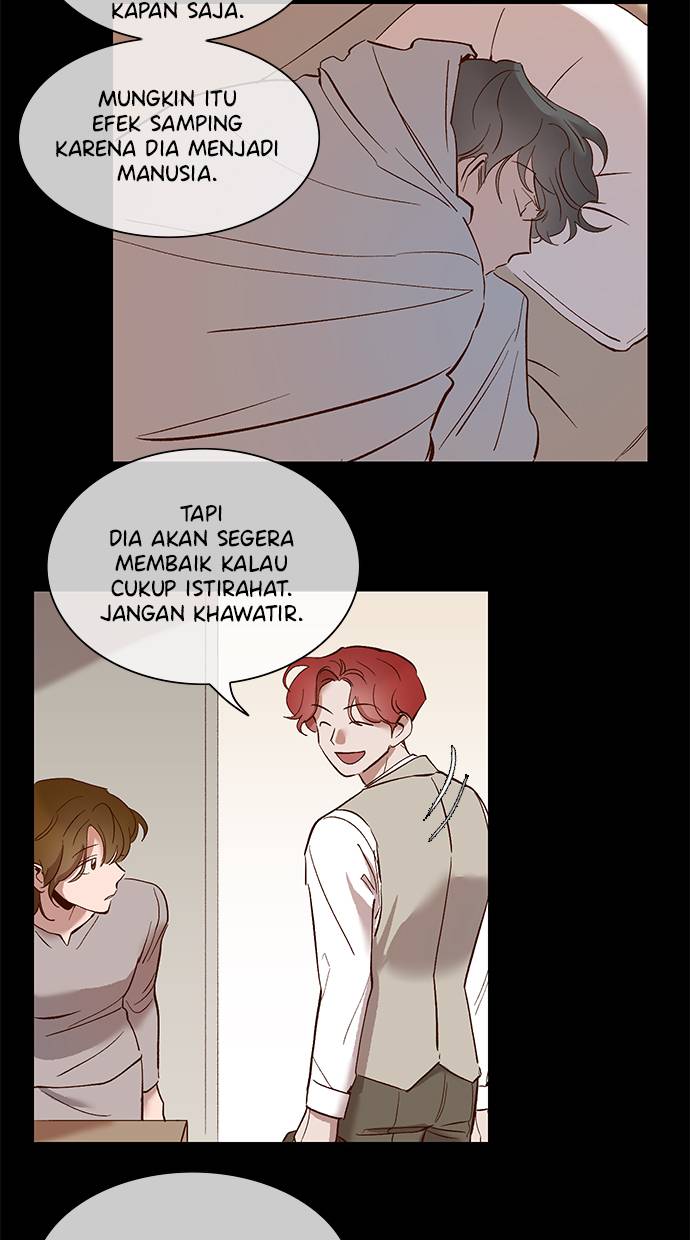 KAPAN SAJA.
MUNGKIN ITU
EFEK SAMPING
KARENA DIA MENJADI
MANUSIA.
TAPI
DIA AKAN SEGERA
MEMBAIK KALAU
CUKUP ISTIRAHAT.
JANGAN KHAWATIR.